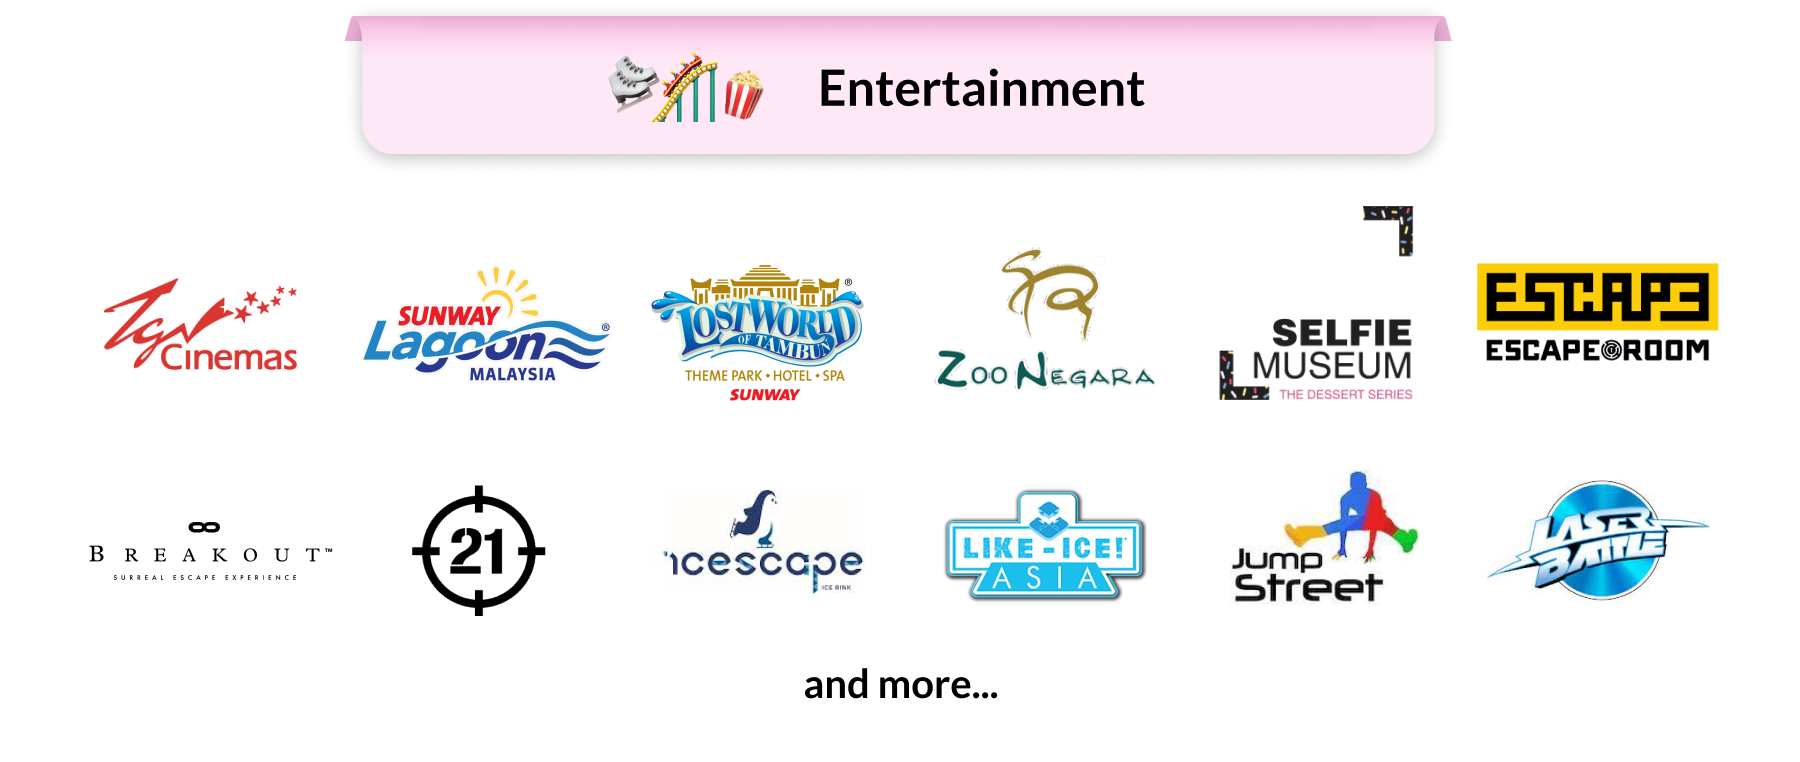 Entertainment
TGV Cinemas
SUNWAY
Lagoon®
MALAYSIA
LOST WORLD®
OF TAMBUN
THEME PARK • HOTEL • SPA
SUNWAY
ZOO NEGARA
SELFIE
MUSEUM
THE DESSERT SERIES
ESCAPE
ESCAPE@ROOM
BREAKOUT™
SURREAL ESCAPE EXPERIENCE
21
icescape
ICE RINK
LIKE-ICE!
ASIA
Jump
Street
LASER
BATTLE
and more...